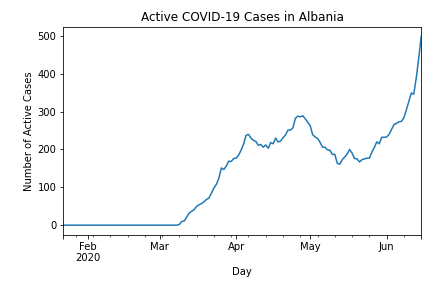 Active COVID-19 Cases in Albania
500
400
300
200
100
0
Number of Active Cases
Feb
2020
Mar
Apr
May
Jun
Day